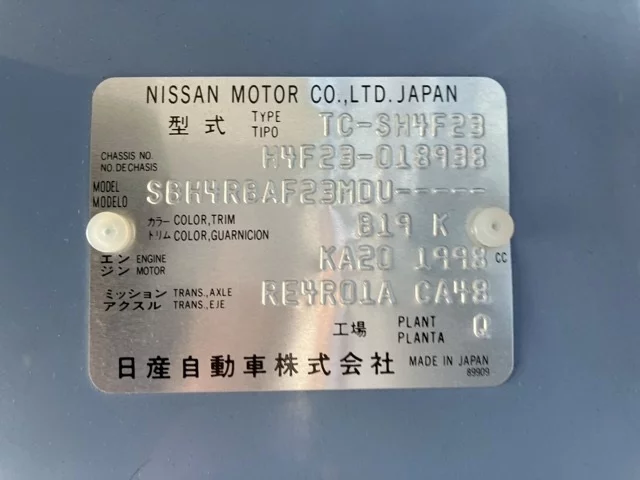 NISSAN MOTOR CO.,LTD. JAPAN
型式 TYPE TIPO TC-SH4F23
CHASSIS NO NO.DE CHASIS H4F23-018938
MODEL MODELO SBH4RBAF23MDU-----
カラー COLOR,TRIM トリム COLOR,GUARNICION B19 K
エンジン ENGINE MOTOR KA20 1998 CC
ミッション TRANS.,AXLE アクスル TRANS.,EJE RE4R01A CA48
工場 PLANT PLANTA Q
日産自動車株式会社 MADE IN JAPAN
89909